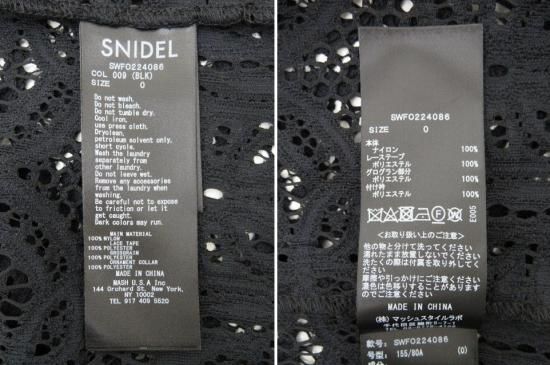 SNIDEL
SWFO224086
COL 009 (BLK)
SIZE 0
Do not wash.
Do not bleach.
Do not tumble dry.
Cool iron,
use press cloth.
Dryclean,
petroleum solvent only,
short cycle.
Wash the laundry
separately from
other laundry.
Do not leave wet.
Remove any accessories
from the laundry when
washing.
Be careful not to expose
to friction or let it
get caught.
Dark colors may run.
MAIN MATERIAL
100% NYLON
LACE TAPE
100% POLYESTER
GROSGRAIN
100% POLYESTER
ORNAMENT COLLAR
100% POLYESTER
MADE IN CHINA
MASH U.S.A Inc
144 Orchard St. New York,
NY 10002
TEL 917 409 5520
SWFO224086
SIZE 0
本体
ナイロン 100%
レーステープ
ポリエステル 100%
グログラン部分
ポリエステル 100%
付け衿
ポリエステル 100%
E005
<お取り扱い上のご注意>
他の物と分けて洗ってください
濡れたまま放置しないでください
洗たくの際は付属を取り外してく
ださい
摩擦や引っかけにご注意ください
濃色は色移りすることがあります
のでご注意ください
MADE IN CHINA
(株)マッシュスタイルラボ
款号: SWFO224086
号型: 155/80A (0)